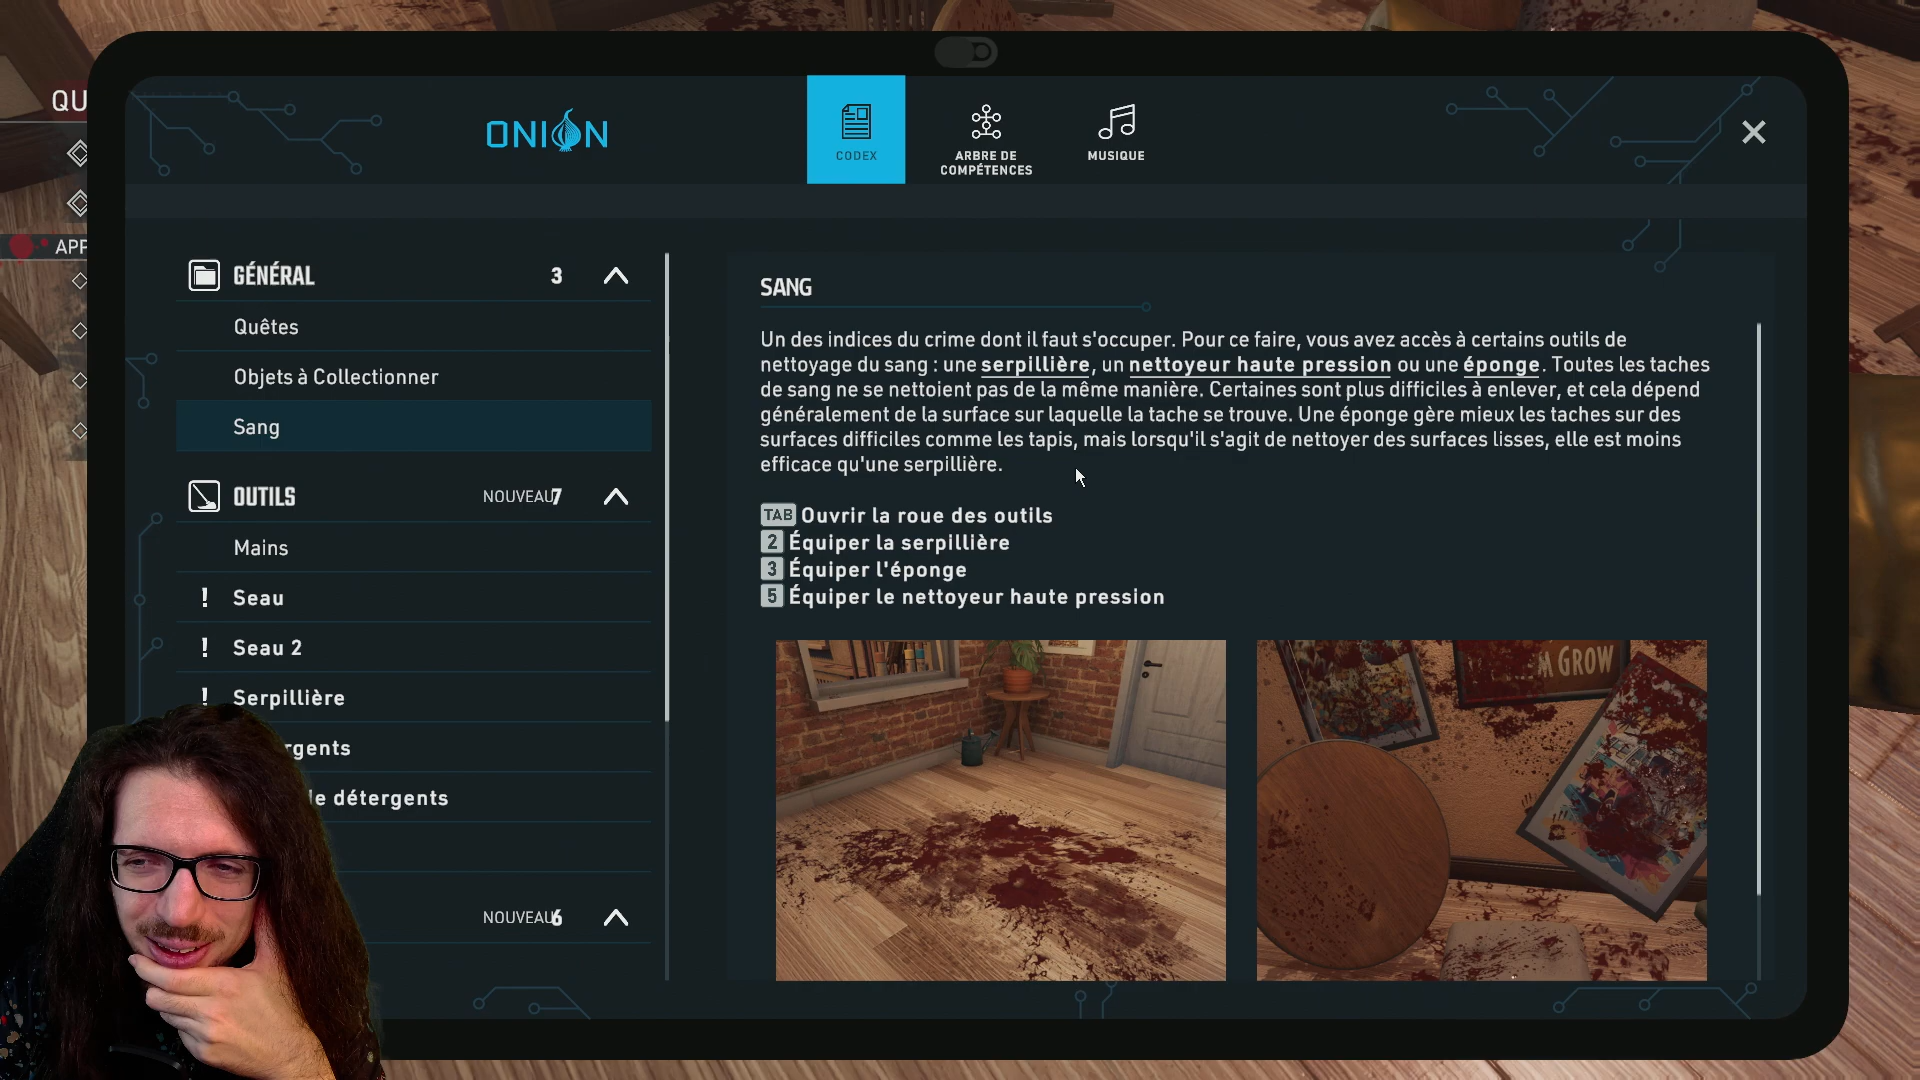 QU
APP
ONION
CODEX
ARBRE DE
COMPÉTENCES
MUSIQUE
GÉNÉRAL 3
Quêtes
Objets à Collectionner
Sang
OUTILS NOUVEAU 7
Mains
! Seau
! Seau 2
! Serpillière
rgents
le détergents
NOUVEAU 6
SANG
Un des indices du crime dont il faut s'occuper. Pour ce faire, vous avez accès à certains outils de
nettoyage du sang : une serpillière, un nettoyeur haute pression ou une éponge. Toutes les taches
de sang ne se nettoient pas de la même manière. Certaines sont plus difficiles à enlever, et cela dépend
généralement de la surface sur laquelle la tache se trouve. Une éponge gère mieux les taches sur des
surfaces difficiles comme les tapis, mais lorsqu'il s'agit de nettoyer des surfaces lisses, elle est moins
efficace qu'une serpillière.
TAB Ouvrir la roue des outils
2 Équiper la serpillière
3 Équiper l'éponge
5 Équiper le nettoyeur haute pression
M GROW